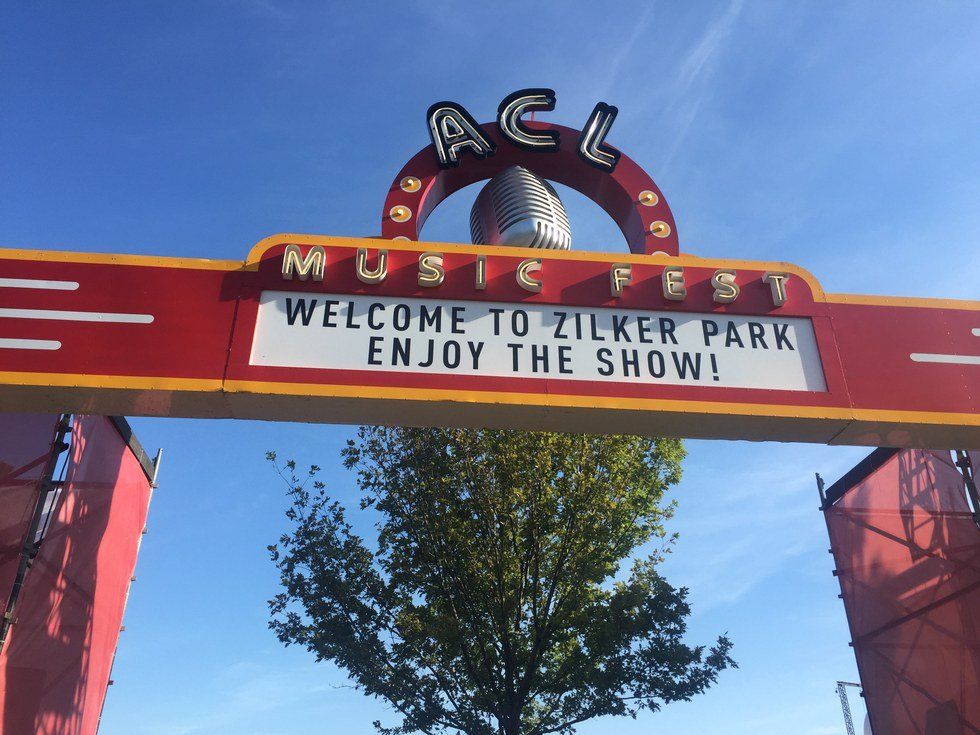 ACL
MUSIC FEST
WELCOME TO ZILKER PARK
ENJOY THE SHOW!